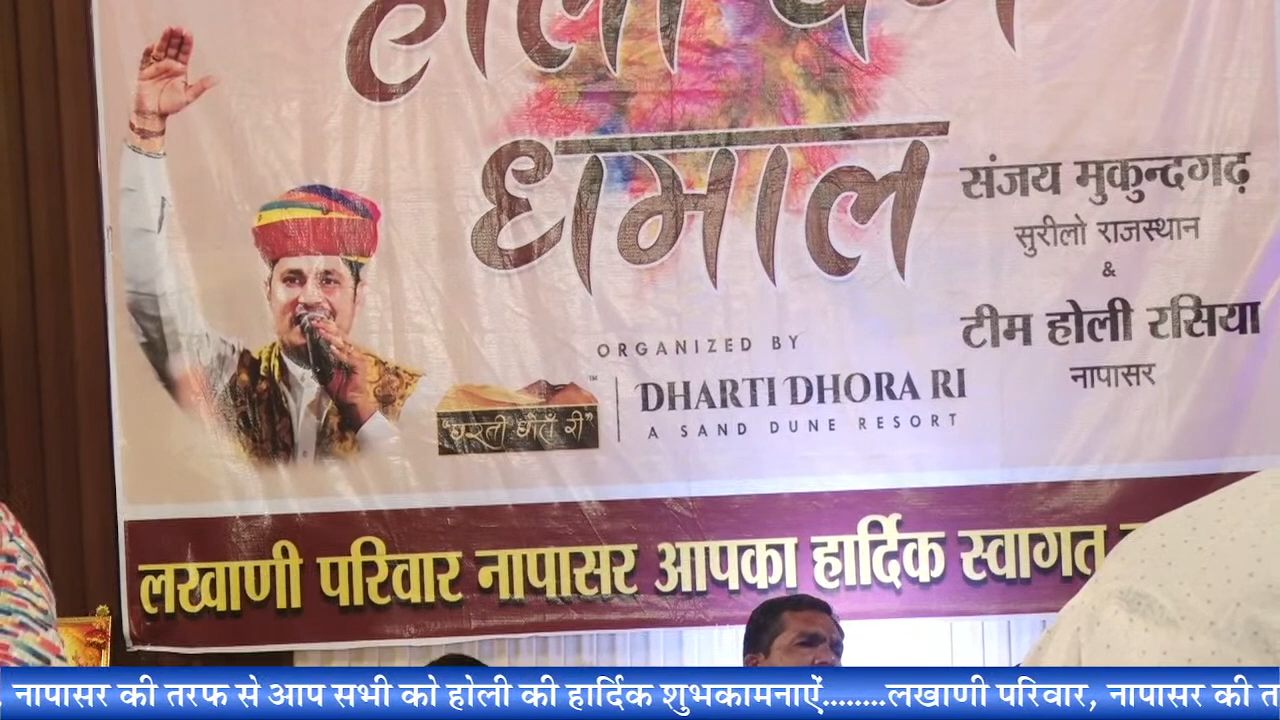 धमाल
संजय मुकुन्दगढ़
सुरीलो राजस्थान
&
टीम होली रसिया
नापासर
ORGANIZED BY
"धरती धोराँ री" ™
DHARTI DHORA RI
A SAND DUNE RESORT
लखाणी परिवार नापासर आपका हार्दिक स्वागत
नापासर की तरफ से आप सभी को होली की हार्दिक शुभकामनाऐं........लखाणी परिवार, नापासर की